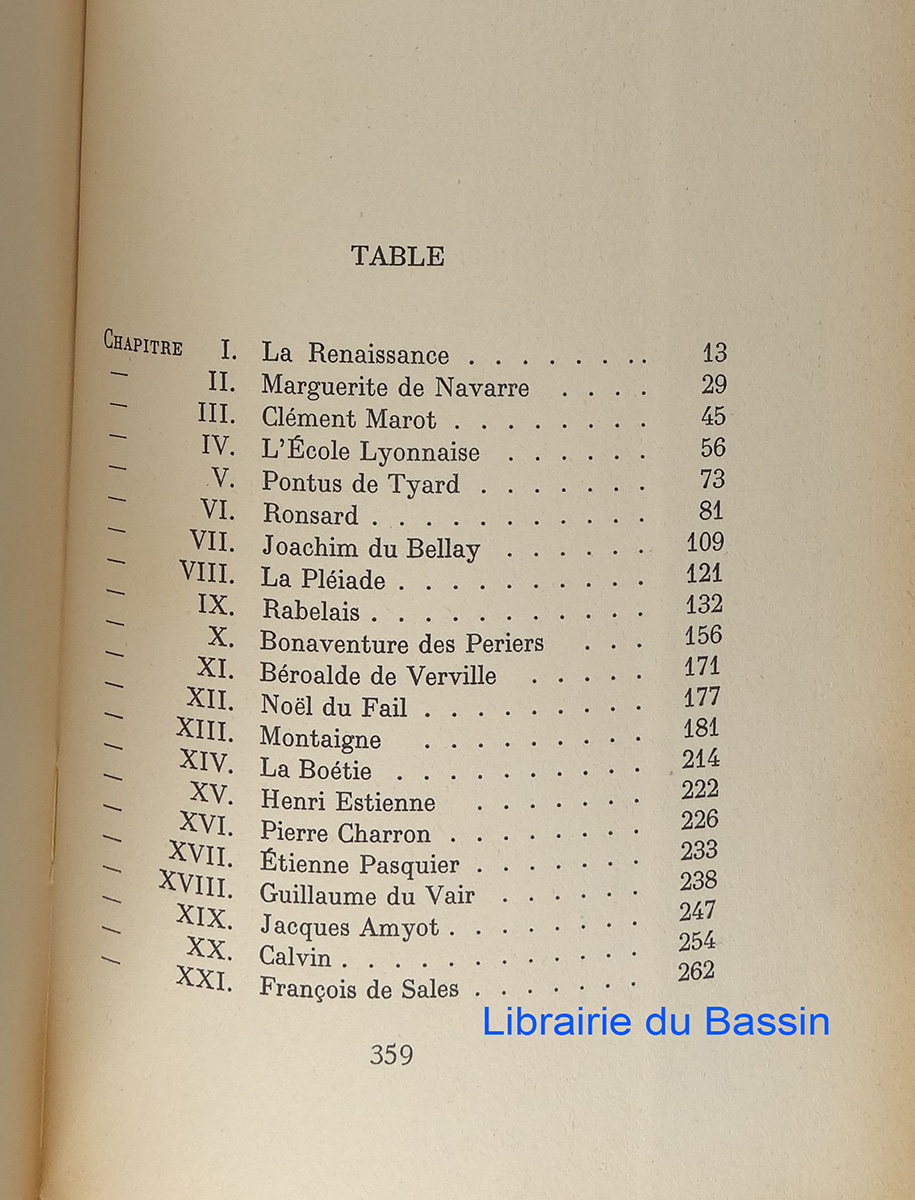 TABLE
CHAPITRE I. La Renaissance . . . . . . . . 13
— II. Marguerite de Navarre . . . . 29
— III. Clément Marot . . . . . . . . 45
— IV. L'École Lyonnaise . . . . . . 56
— V. Pontus de Tyard . . . . . . . 73
— VI. Ronsard . . . . . . . . . . . 81
— VII. Joachim du Bellay . . . . . . 109
— VIII. La Pléiade . . . . . . . . . . 121
— IX. Rabelais . . . . . . . . . . . 132
— X. Bonaventure des Periers . . . 156
— XI. Béroalde de Verville . . . . . 171
— XII. Noël du Fail . . . . . . . . . 177
— XIII. Montaigne . . . . . . . . . 181
— XIV. La Boétie . . . . . . . . . . 214
— XV. Henri Estienne . . . . . . . 222
— XVI. Pierre Charron . . . . . . . . 226
— XVII. Étienne Pasquier . . . . . . . 233
— XVIII. Guillaume du Vair . . . . . . 238
— XIX. Jacques Amyot . . . . . . . . 247
— XX. Calvin . . . . . . . . . . . . 254
— XXI. François de Sales . . . . . . . 262
Librairie du Bassin
359